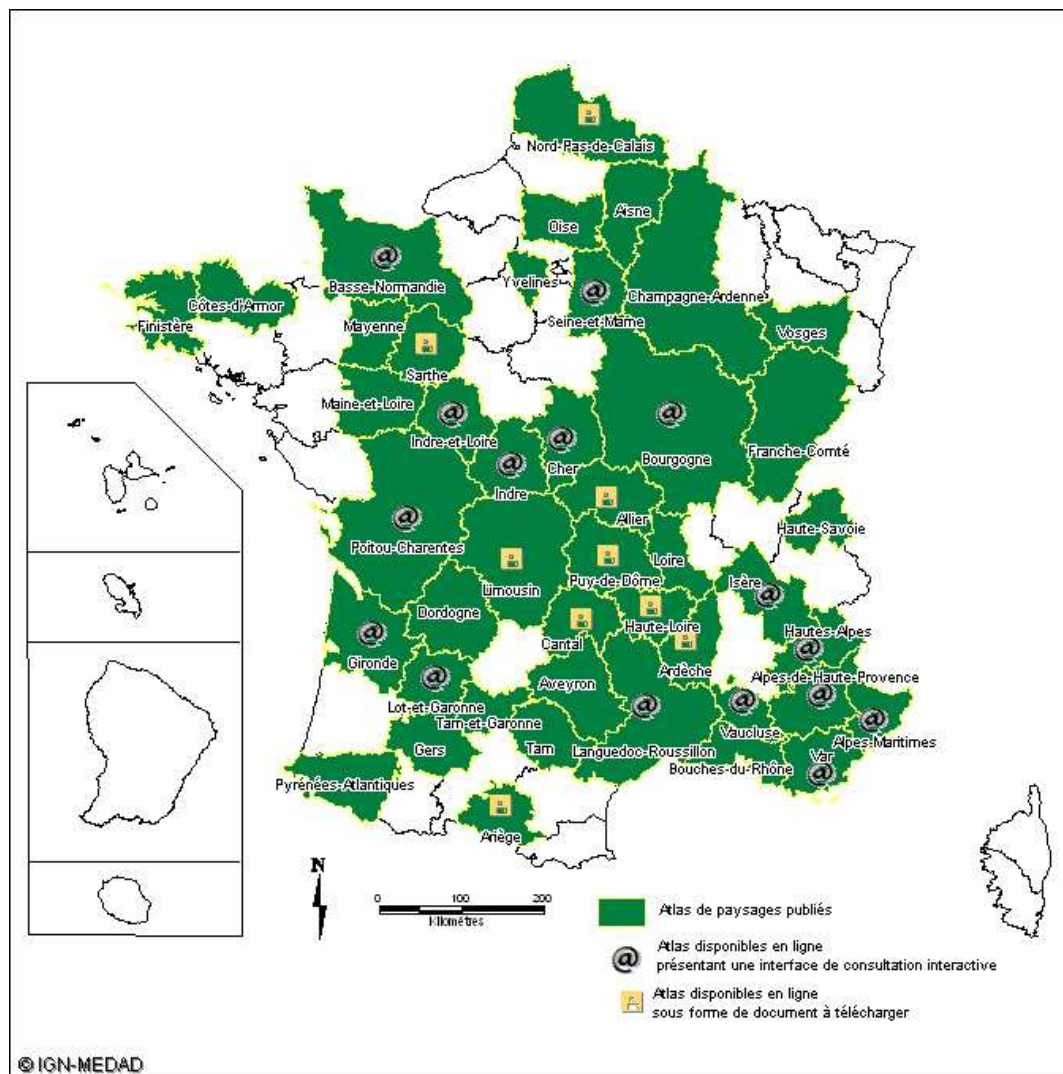 Nord-Pas-de-Calais
Aisne
Oise
Basse-Normandie
Yvelines
Seine-et-Marne
Champagne-Ardenne
Côtes-d'Armor
Finistère
Mayenne
Vosges
Sarthe
Maine-et-Loire
Indre-et-Loire
Cher
Bourgogne
Franche-Comté
Indre
Allier
Haute-Savoie
Poitou-Charentes
Limousin
Puy-de-Dôme
Loire
Isère
Dordogne
Haute-Loire
Hautes-Alpes
Cantal
Gironde
Ardèche
Aveyron
Alpes-de-Haute-Provence
Lot-et-Garonne
Tarn-et-Garonne
Vaucluse
Alpes-Maritimes
Gers
Tarn
Languedoc-Roussillon
Var
Bouches-du-Rhône
Pyrénées-Atlantiques
Ariège
N
0 100 200
Kilomètres
Atlas de paysages publiés
Atlas disponibles en ligne
présentant une interface de consultation interactive
Atlas disponibles en ligne
sous forme de document à télécharger
© IGN-MEDAD